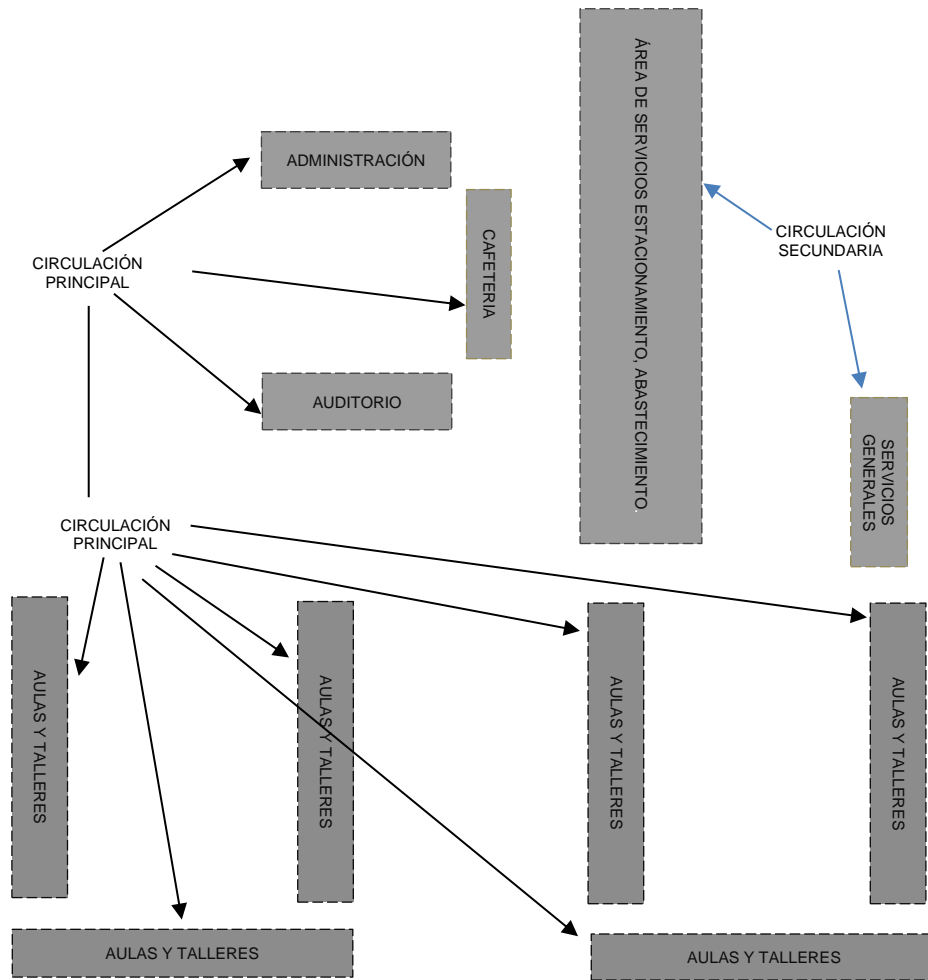 ÁREA DE SERVICIOS ESTACIONAMIENTO, ABASTECIMIENTO.
ADMINISTRACIÓN
CAFETERIA
CIRCULACIÓN
SECUNDARIA
CIRCULACIÓN
PRINCIPAL
AUDITORIO
SERVICIOS
GENERALES
CIRCULACIÓN
PRINCIPAL
AULAS Y TALLERES
AULAS Y TALLERES
AULAS Y TALLERES
AULAS Y TALLERES
AULAS Y TALLERES
AULAS Y TALLERES